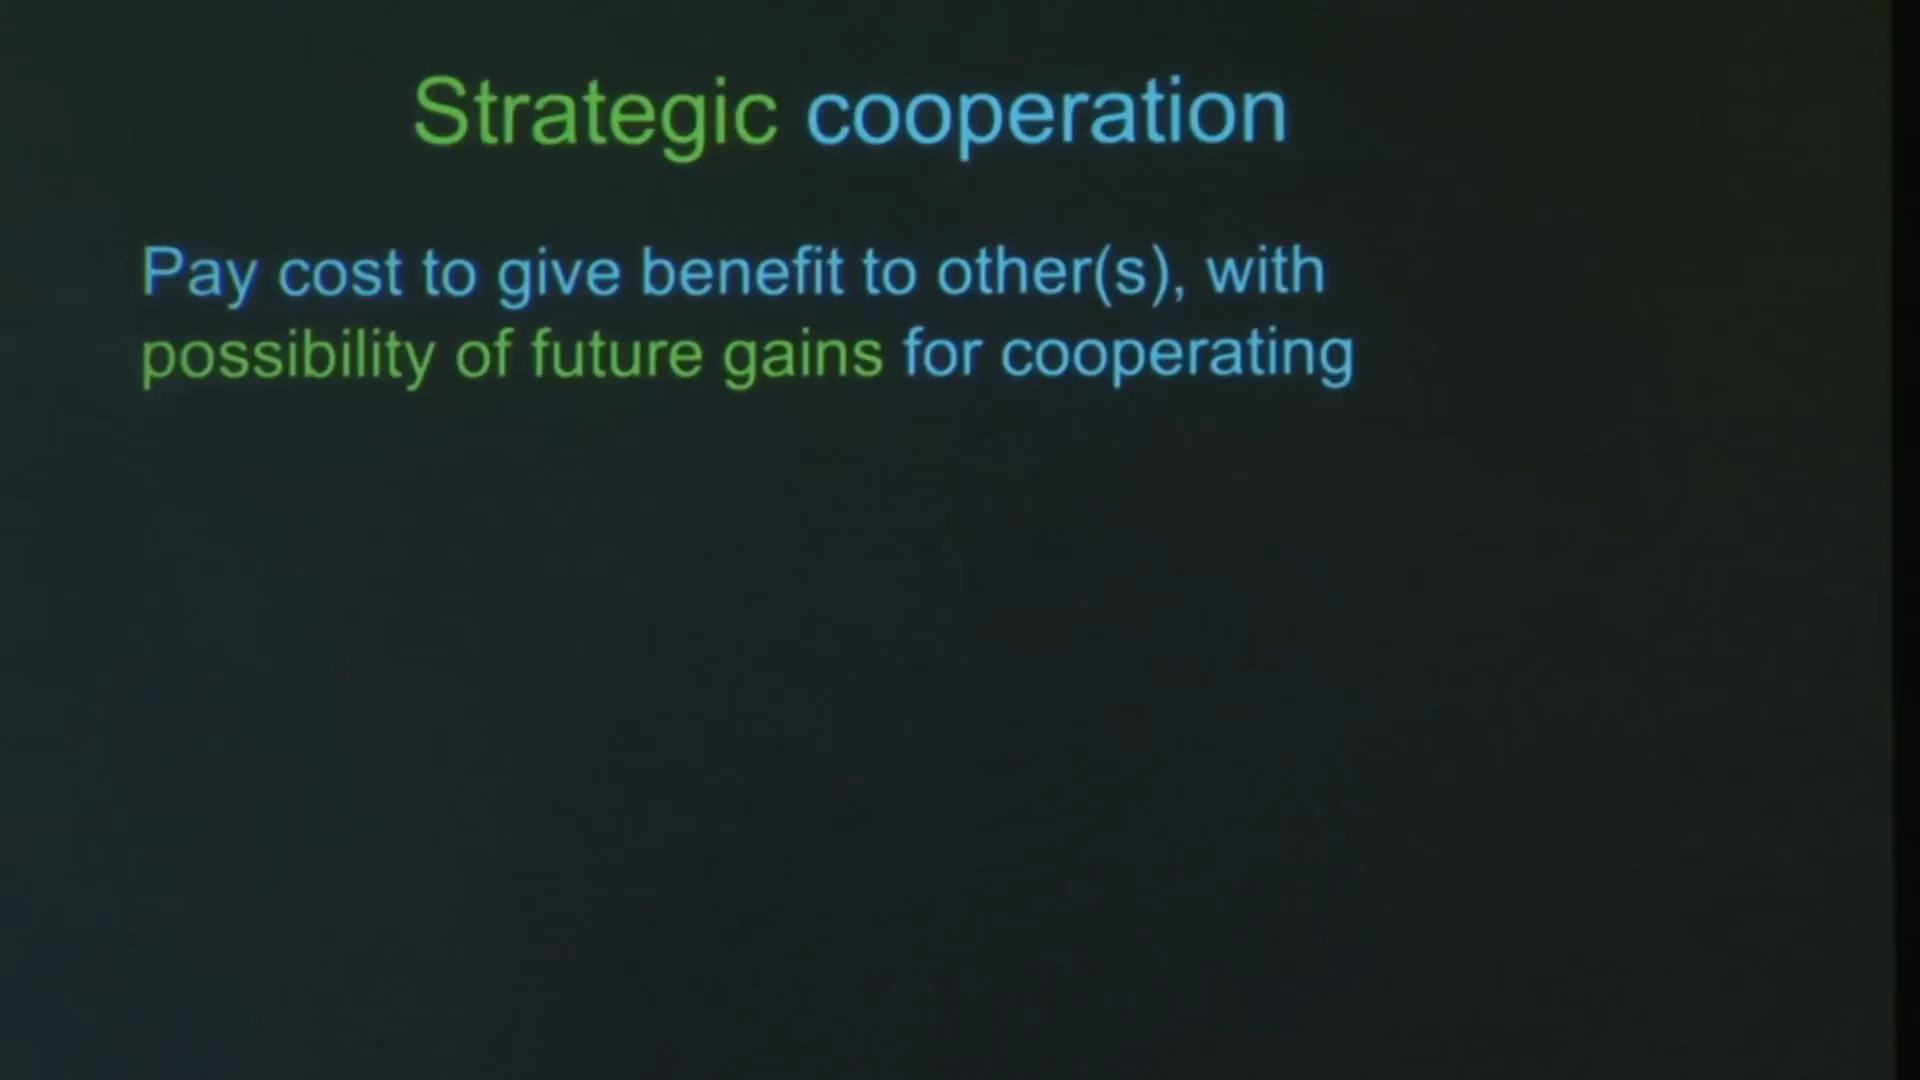 Strategic cooperation
Pay cost to give benefit to other(s), with
possibility of future gains for cooperating